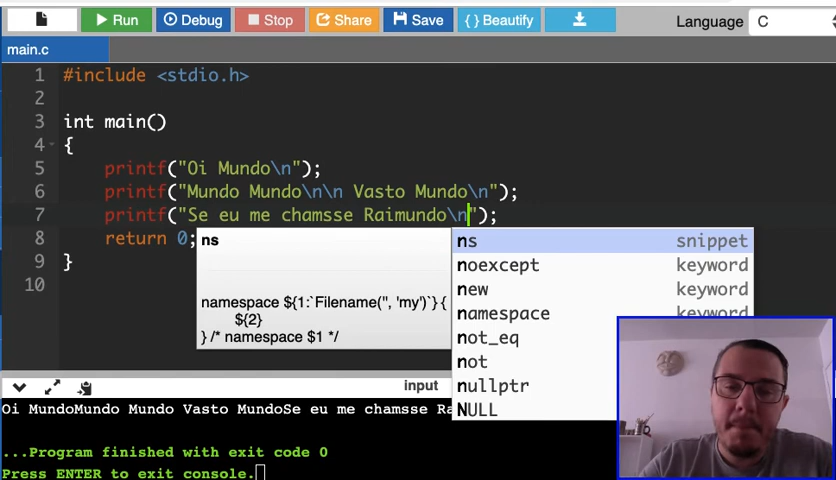 Run Debug Stop Share Save { } Beautify Language C
main.c
1 #include <stdio.h>
2
3 int main()
4 {
5 printf("Oi Mundo\n");
6 printf("Mundo Mundo\n\n Vasto Mundo\n");
7 printf("Se eu me chamsse Raimundo\n");
8 return 0;
9 }
10
ns
namespace ${1:`Filename('', 'my')`} {
${2}
} /* namespace $1 */
ns snippet
noexcept keyword
new keyword
namespace keyword
not_eq
not
nullptr
NULL
input
Oi MundoMundo Mundo Vasto MundoSe eu me chamsse Ra
...Program finished with exit code 0
Press ENTER to exit console.